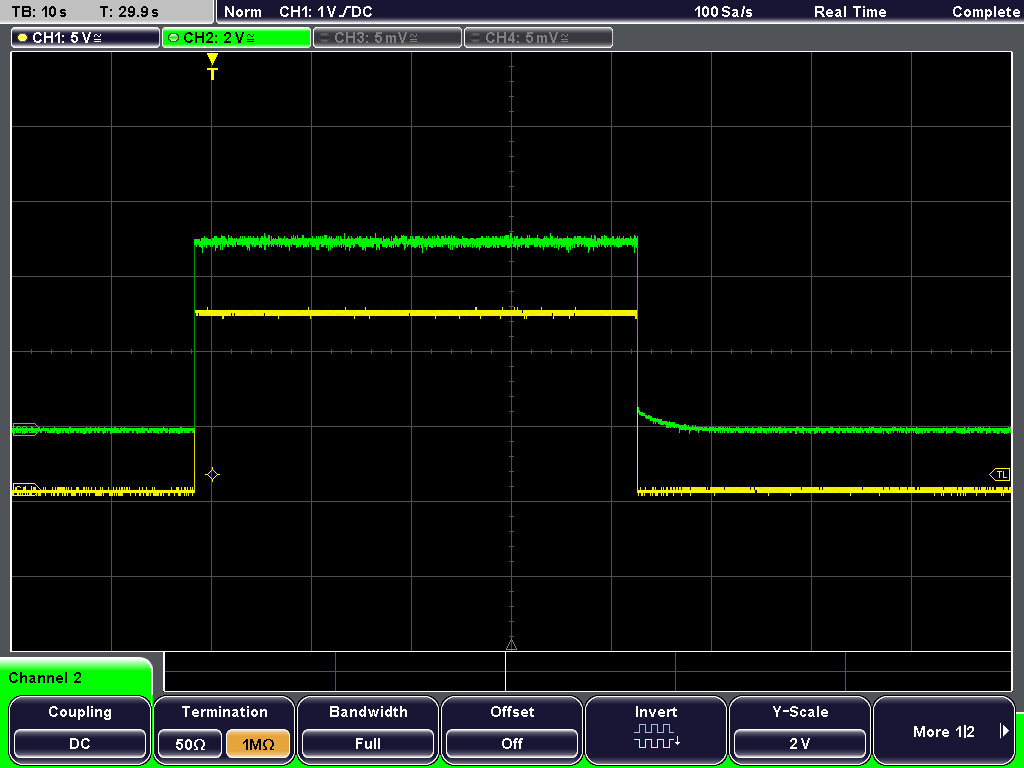 TB: 10 s T: 29.9 s Norm CH1: 1 V DC 100 Sa/s Real Time Complete
CH1: 5 V≅ CH2: 2 V≅ CH3: 5 mV≅ CH4: 5 mV≅
T
TL
Channel 2
Coupling Termination Bandwidth Offset Invert Y-Scale More 1|2
DC 50Ω 1MΩ Full Off 2 V